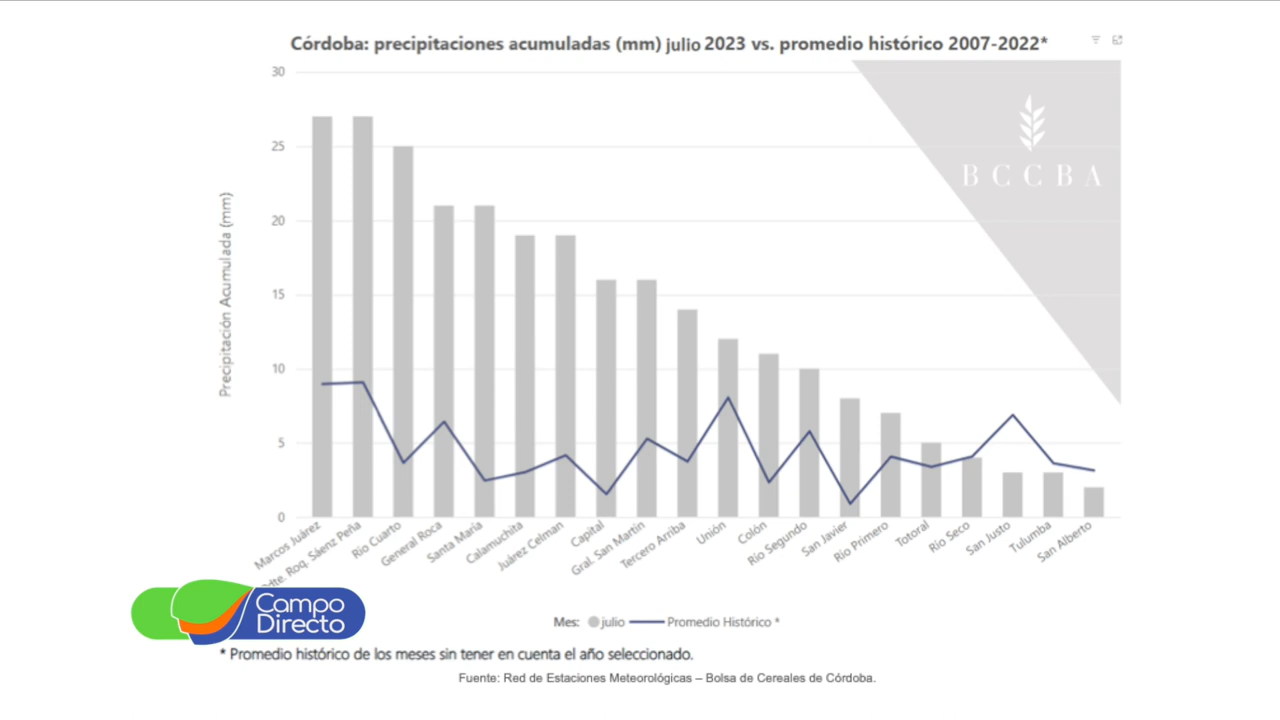 Córdoba: precipitaciones acumuladas (mm) julio 2023 vs. promedio histórico 2007-2022*
30
25
20
15
10
5
0
Precipitación Acumulada (mm)
BCCBA
Marcos Juárez
Pdte. Roq. Sáenz Peña
Río Cuarto
General Roca
Santa María
Calamuchita
Juárez Celman
Capital
Gral. San Martín
Tercero Arriba
Unión
Colón
Río Segundo
San Javier
Río Primero
Totoral
Río Seco
San Justo
Tulumba
San Alberto
Campo
Directo
Mes: julio Promedio Histórico *
* Promedio histórico de los meses sin tener en cuenta el año seleccionado.
Fuente: Red de Estaciones Meteorológicas – Bolsa de Cereales de Córdoba.